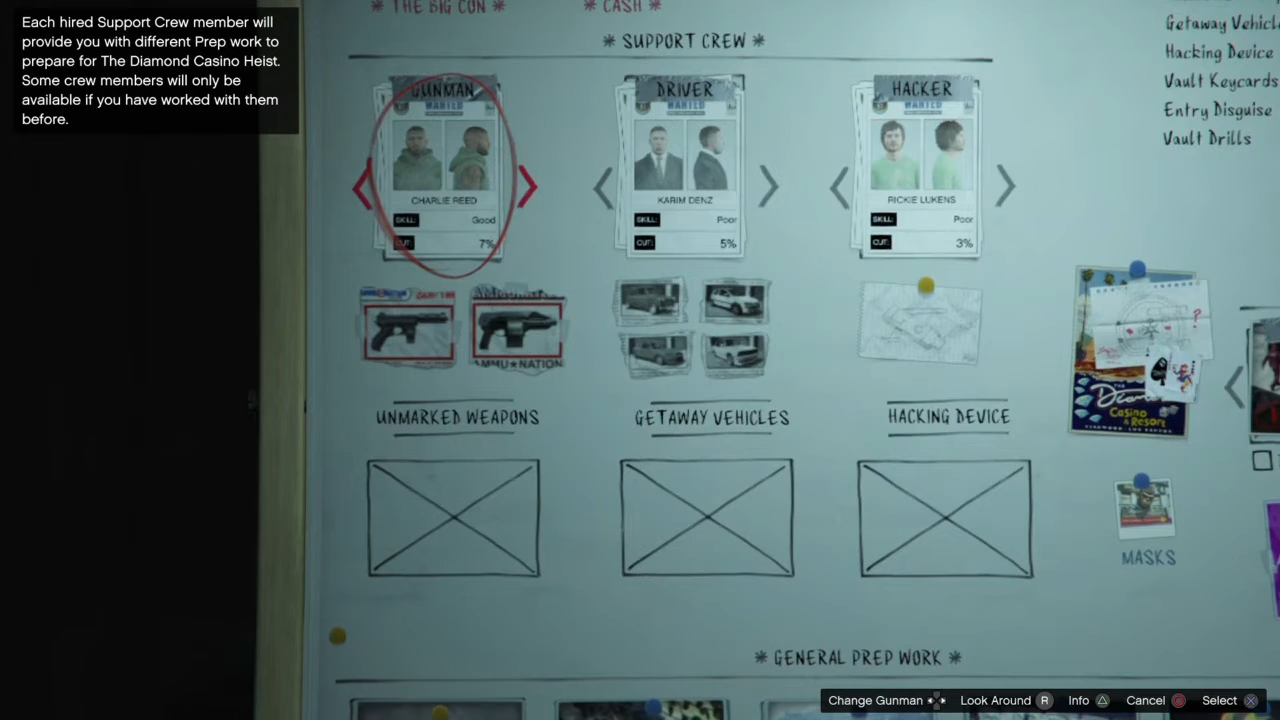 Each hired Support Crew member will
provide you with different Prep work to
prepare for The Diamond Casino Heist.
Some crew members will only be
available if you have worked with them
before.
* THE BIG CON *
* CASH *
* SUPPORT CREW *
Getaway Vehicl
Hacking Device
Vault Keycards
Entry Disguise
Vault Drills
GUNMAN
WANTED
CHARLIE REED
SKILL: Good
CUT: 7%
DRIVER
WANTED
KARIM DENZ
SKILL: Poor
CUT: 5%
HACKER
WANTED
RICKIE LUKENS
SKILL: Poor
CUT: 3%
AMMU★NATION
UNMARKED WEAPONS
GETAWAY VEHICLES
HACKING DEVICE
?
THE
Casino
& Resort
MASKS
* GENERAL PREP WORK *
Change Gunman
Look Around R
Info
Cancel
Select